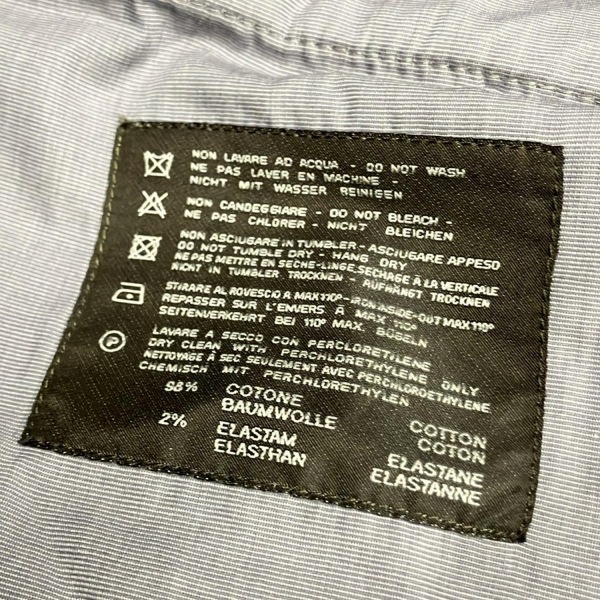 NON LAVARE AD ACQUA - DO NOT WASH
NE PAS LAVER EN MACHINE -
NICHT MIT WASSER REINIGEN
NON CANDEGGIARE - DO NOT BLEACH -
NE PAS CHLORER - NICHT BLEICHEN
NON ASCIUGARE IN TUMBLER - ASCIUGARE APPESO
DO NOT TUMBLE DRY - HANG DRY
NE PAS METTRE EN SECHE-LINGE, SECHAGE À LA VERTICALE
NICHT IN TUMBLER TROCKNEN - AUFHÄNGT TROCKNEN
STIRARE AL ROVESCIO A MAX 110° - IRON INSIDE-OUT MAX 110°
REPASSER SUR L'ENVERS À MAX 110°
SEITENVERKEHRT BEI 110° MAX. BÜGELN
P
LAVARE A SECCO CON PERCLORETILENE
DRY CLEAN WITH PERCHLORETHYLENE ONLY
NETTOYAGE À SEC SEULEMENT AVEC PERCHLOROETHYLENE
CHEMISCH MIT PERCHLORETHYLEN
98% COTONE COTTON
BAUMWOLLE COTON
2% ELASTAM ELASTANE
ELASTHAN ELASTANNE